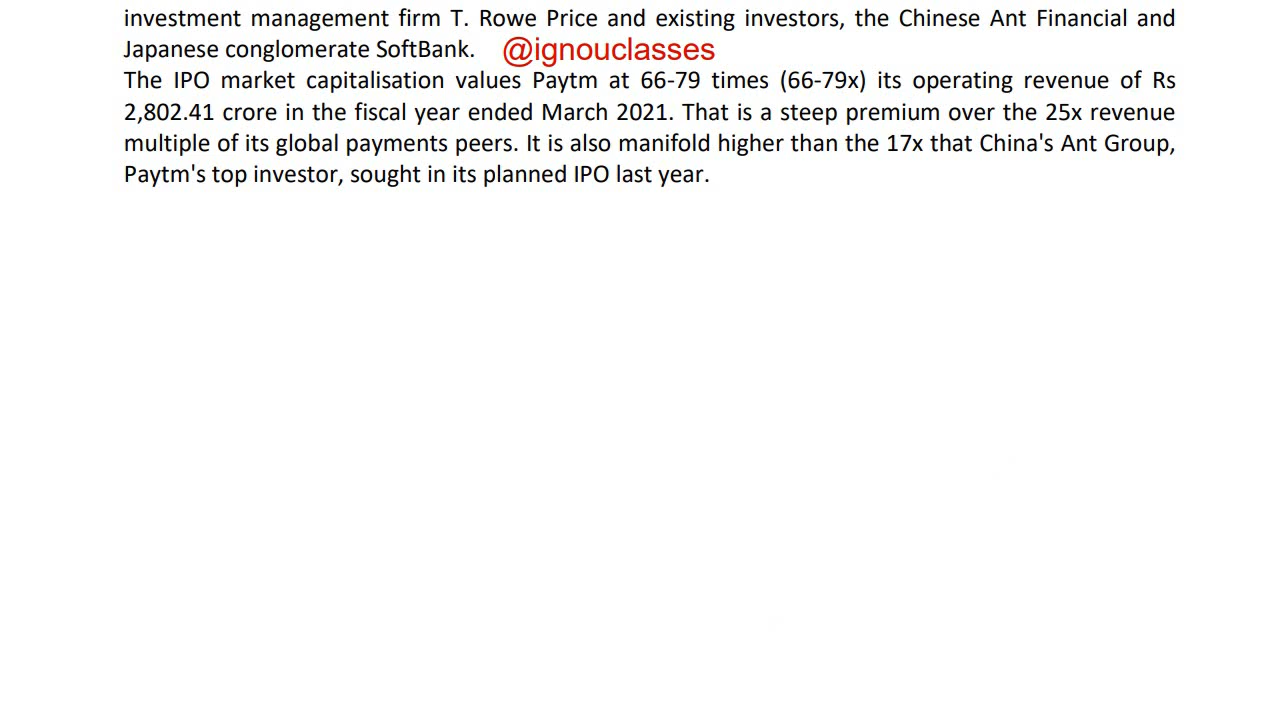 investment management firm T. Rowe Price and existing investors, the Chinese Ant Financial and
Japanese conglomerate SoftBank. @ignouclasses
The IPO market capitalisation values Paytm at 66-79 times (66-79x) its operating revenue of Rs
2,802.41 crore in the fiscal year ended March 2021. That is a steep premium over the 25x revenue
multiple of its global payments peers. It is also manifold higher than the 17x that China's Ant Group,
Paytm's top investor, sought in its planned IPO last year.